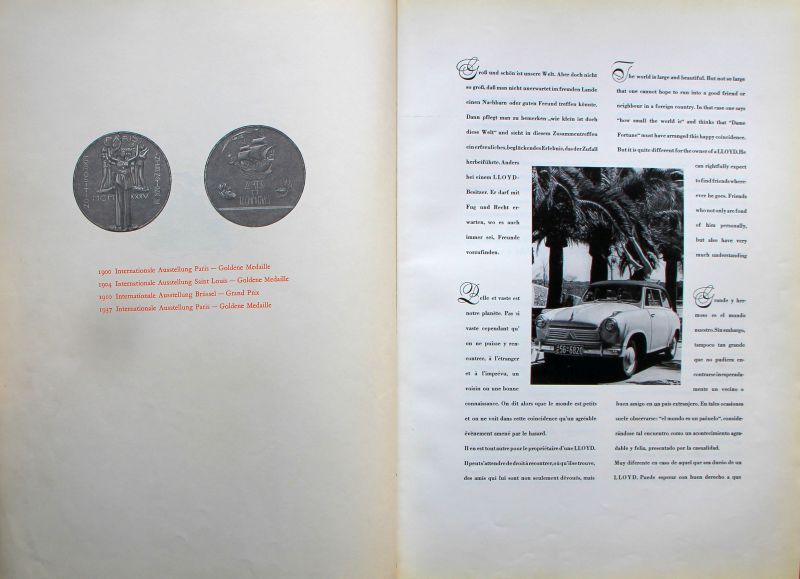 PARIS
1900 Internationale Ausstellung Paris — Goldene Medaille
1904 Internationale Ausstellung Saint Louis — Goldene Medaille
1910 Internationale Ausstellung Brüssel — Grand Prix
1937 Internationale Ausstellung Paris — Goldene Medaille
Groß und schön ist unsere Welt. Aber doch nicht
so groß, daß man nicht unerwartet im fremden Lande
einen Nachbarn oder guten Freund treffen könnte.
Dann pflegt man zu bemerken „wie klein ist doch
diese Welt" und sieht in diesem Zusammentreffen
ein erfreuliches, beglückendes Erlebnis, das der Zufall
herbeiführte. Anders
bei einem LLOYD-
Besitzer. Er darf mit
Fug und Recht er-
warten, wo es auch
immer sei, Freunde
vorzufinden.
Belle et vaste est
notre planète. Pas si
vaste cependant qu'
on ne puisse y ren-
contrer, à l'étranger
et à l'imprévu, un
voisin ou une bonne
connaissance. On dit alors que le monde est petits
et on ne voit dans cette coïncidence qu'un agréable
évènement amené par le hasard.
Il en est tout autre pour le propriétaire d'une LLOYD.
Il peut s'attendre de droit à recontrer, où qu'il se trouve,
des amis qui lui sont non seulement dévoués, mais
The world is large and beautiful. But not so large
that one cannot hope to run into a good friend or
neighbour in a foreign country. In that case one says
"how small the world is" and thinks that "Dame
Fortune" must have arranged this happy coincidence.
But it is quite different for the owner of a LLOYD. He
can rightfully expect
to find friends where-
ever he goes. Friends
who not only are fond
of him personally,
but also have very
much understanding
Grande y her-
moso es el mundo
nuestro. Sin embargo,
tampoco tan grande
que no pudiera en-
contrarse inesperada-
mente un vecino o
buen amigo en un país extranjero. En tales ocasiones
suele observarse: "el mundo es un pañuelo", conside-
rándose tal encuentro como un acontecimiento agra-
dable y feliz, presentado por la casualidad.
Muy diferente en caso de aquel que sea dueño de un
LLOYD. Puede esperar con buen derecho a que
56-6820